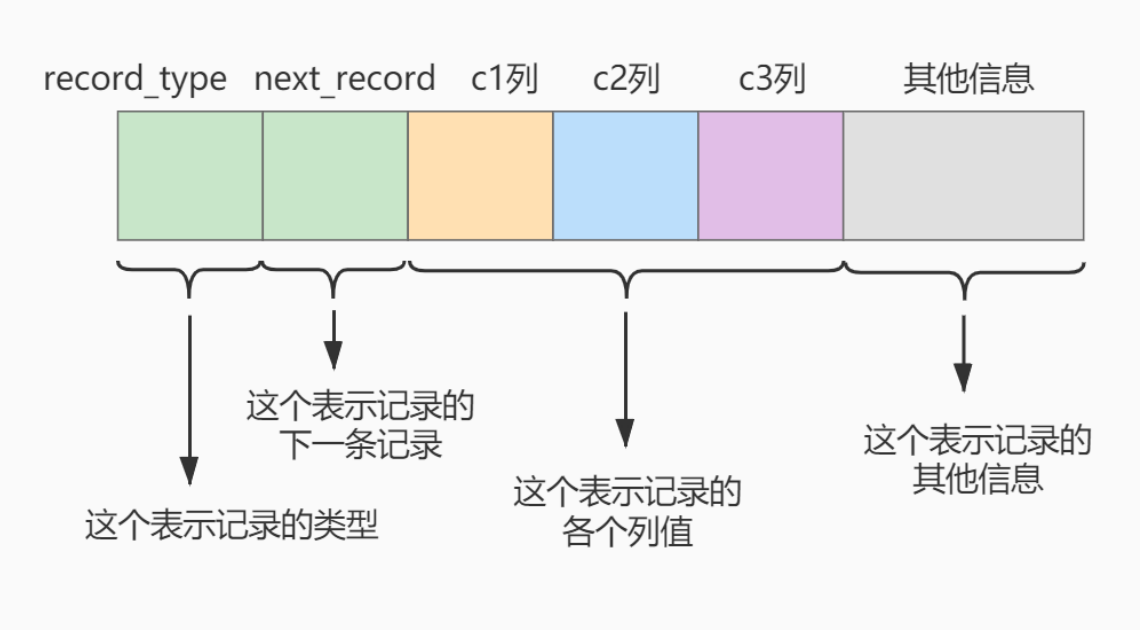 record_type next_record c1列 c2列 c3列 其他信息
这个表示记录的
下一条记录
这个表示记录的类型
这个表示记录的
各个列值
这个表示记录的
其他信息